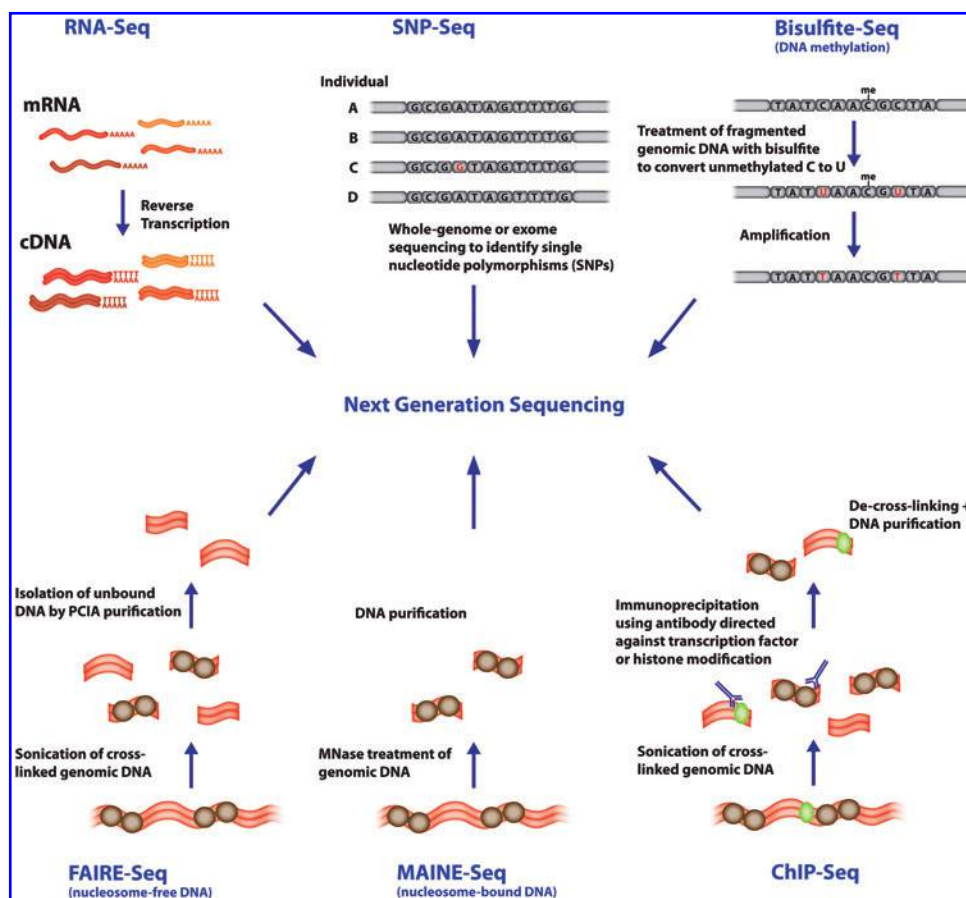 RNA-Seq
mRNA
AAAAA
AAAAA
AAAAA
AAAAA
Reverse
Transcription
cDNA
SNP-Seq
Individual
A GCGATAGTTTG
B GCGATAGTTTG
C GCGGTAGTTTG
D GCGATAGTTTG
Whole-genome or exome
sequencing to identify single
nucleotide polymorphisms (SNPs)
Bisulfite-Seq
(DNA methylation)
me
TATCAACGCTA
Treatment of fragmented
genomic DNA with bisulfite
to convert unmethylated C to U
me
TATUAACGUTA
Amplification
TATTAACGTTA
Next Generation Sequencing
Isolation of unbound
DNA by PCIA purification
Sonication of cross-
linked genomic DNA
FAIRE-Seq
(nucleosome-free DNA)
DNA purification
MNase treatment of
genomic DNA
MAINE-Seq
(nucleosome-bound DNA)
De-cross-linking +
DNA purification
Immunoprecipitation
using antibody directed
against transcription factor
or histone modification
Sonication of cross-
linked genomic DNA
ChIP-Seq